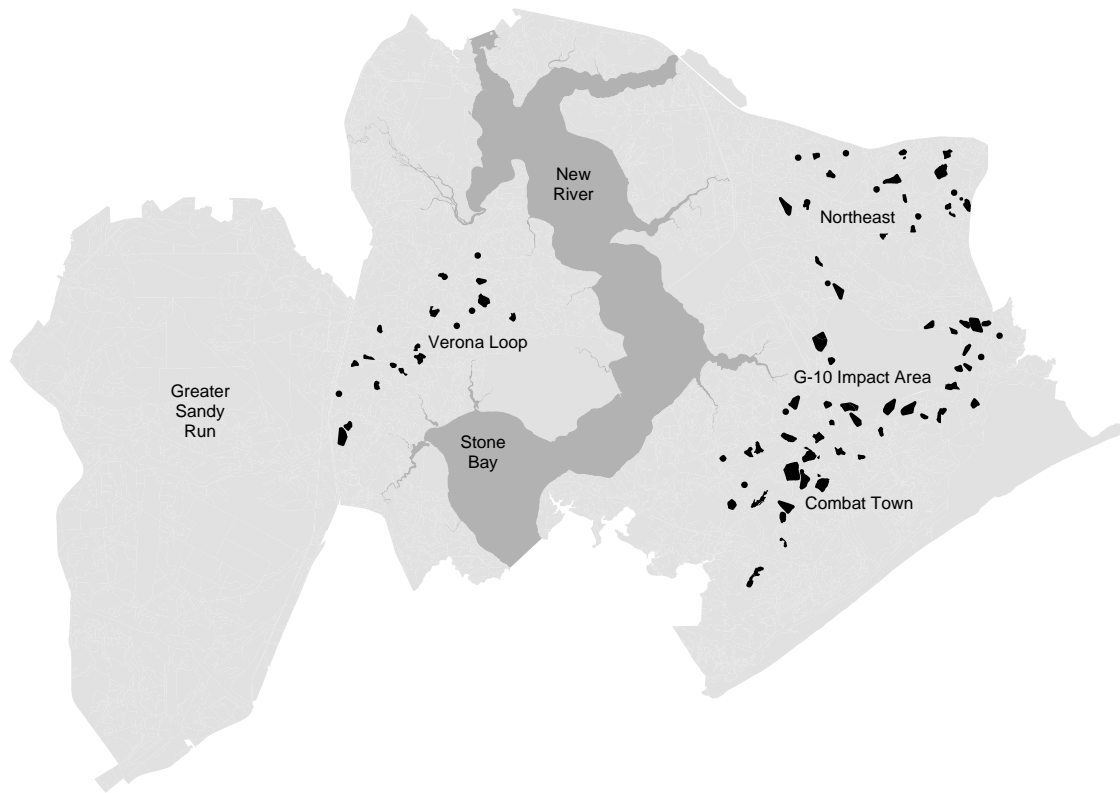 New
River
Northeast
Verona Loop
G-10 Impact Area
Greater
Sandy
Run
Stone
Bay
Combat Town